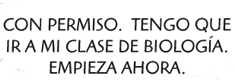 CON PERMISO. TENGO QUE
IR A MI CLASE DE BIOLOGÍA.
EMPIEZA AHORA.